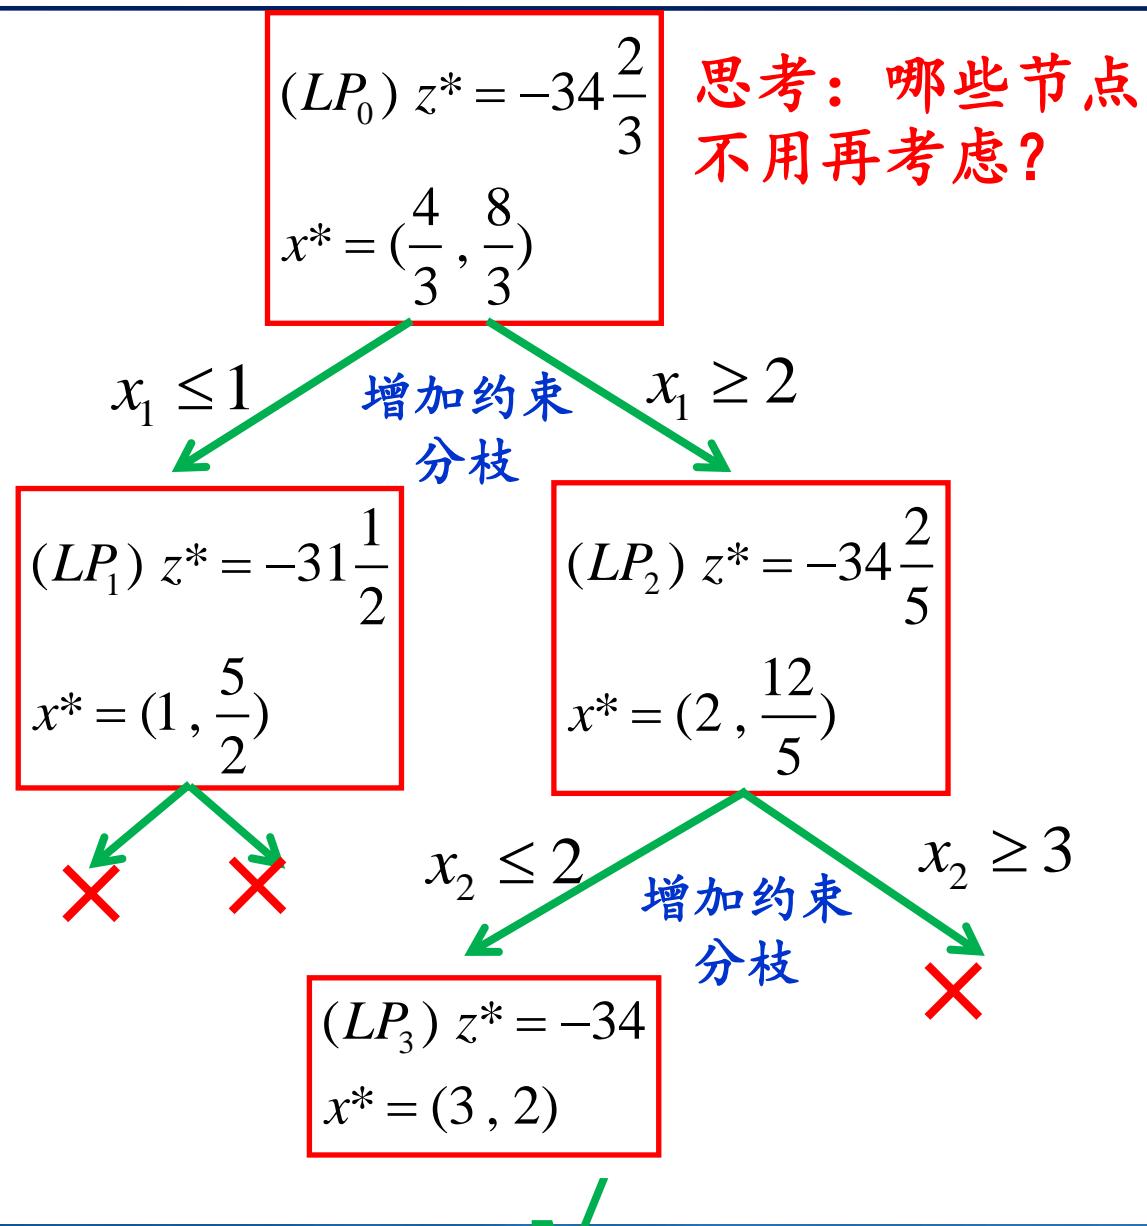 (LP₀) z* = −34 2/3
x* = (4/3 , 8/3)
思考：哪些节点
不用再考虑？
x₁ ≤ 1
增加约束
分枝
x₁ ≥ 2
(LP₁) z* = −31 1/2
x* = (1 , 5/2)
(LP₂) z* = −34 2/5
x* = (2 , 12/5)
x₂ ≤ 2
增加约束
分枝
x₂ ≥ 3
(LP₃) z* = −34
x* = (3 , 2)